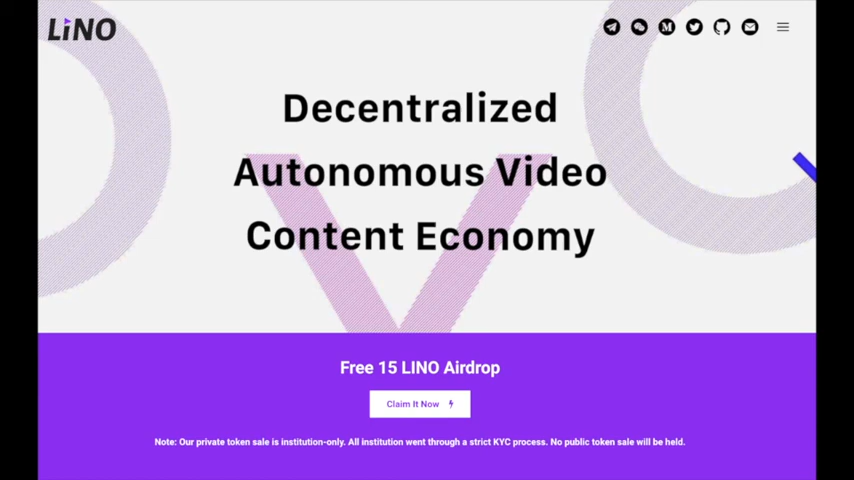 LiNO
Decentralized
Autonomous Video
Content Economy
Free 15 LINO Airdrop
Claim It Now
Note: Our private token sale is institution-only. All institution went through a strict KYC process. No public token sale will be held.